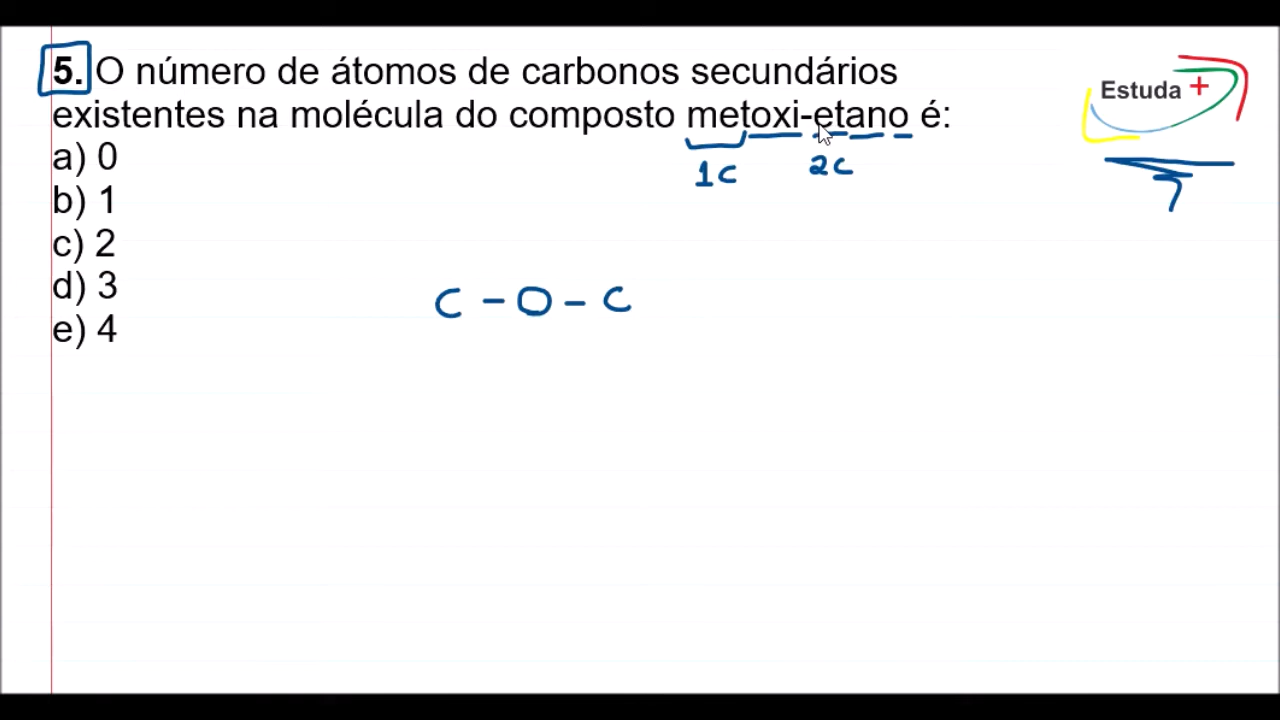 5. O número de átomos de carbonos secundários
existentes na molécula do composto metoxi-etano é:
1C 2C
a) 0
b) 1
c) 2
d) 3
e) 4
C - O - C
Estuda +